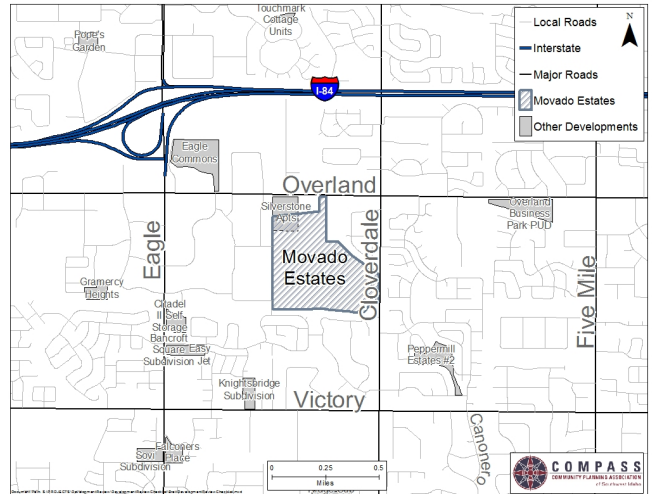 Touchmark
Cottage
Units
Pope's
Garden
N
Local Roads
Interstate
Major Roads
Movado Estates
Other Developments
I-84
Eagle
Commons
Overland
Silverstone
Apts
Overland
Business
Park PUD
Eagle
Movado
Estates
Cloverdale
Five Mile
Gramercy
Heights
Citadel
II Self
Storage
Bancroft
Square Easy
Subdivision Jet
Peppermill
Estates #2
Knightsbridge
Subdivision
Victory
Canonero
Falconers
Place
Sovi
Subdivision
0 0.25 0.5
Miles
COMPASS
COMMUNITY PLANNING ASSOCIATION
of Southwest Idaho